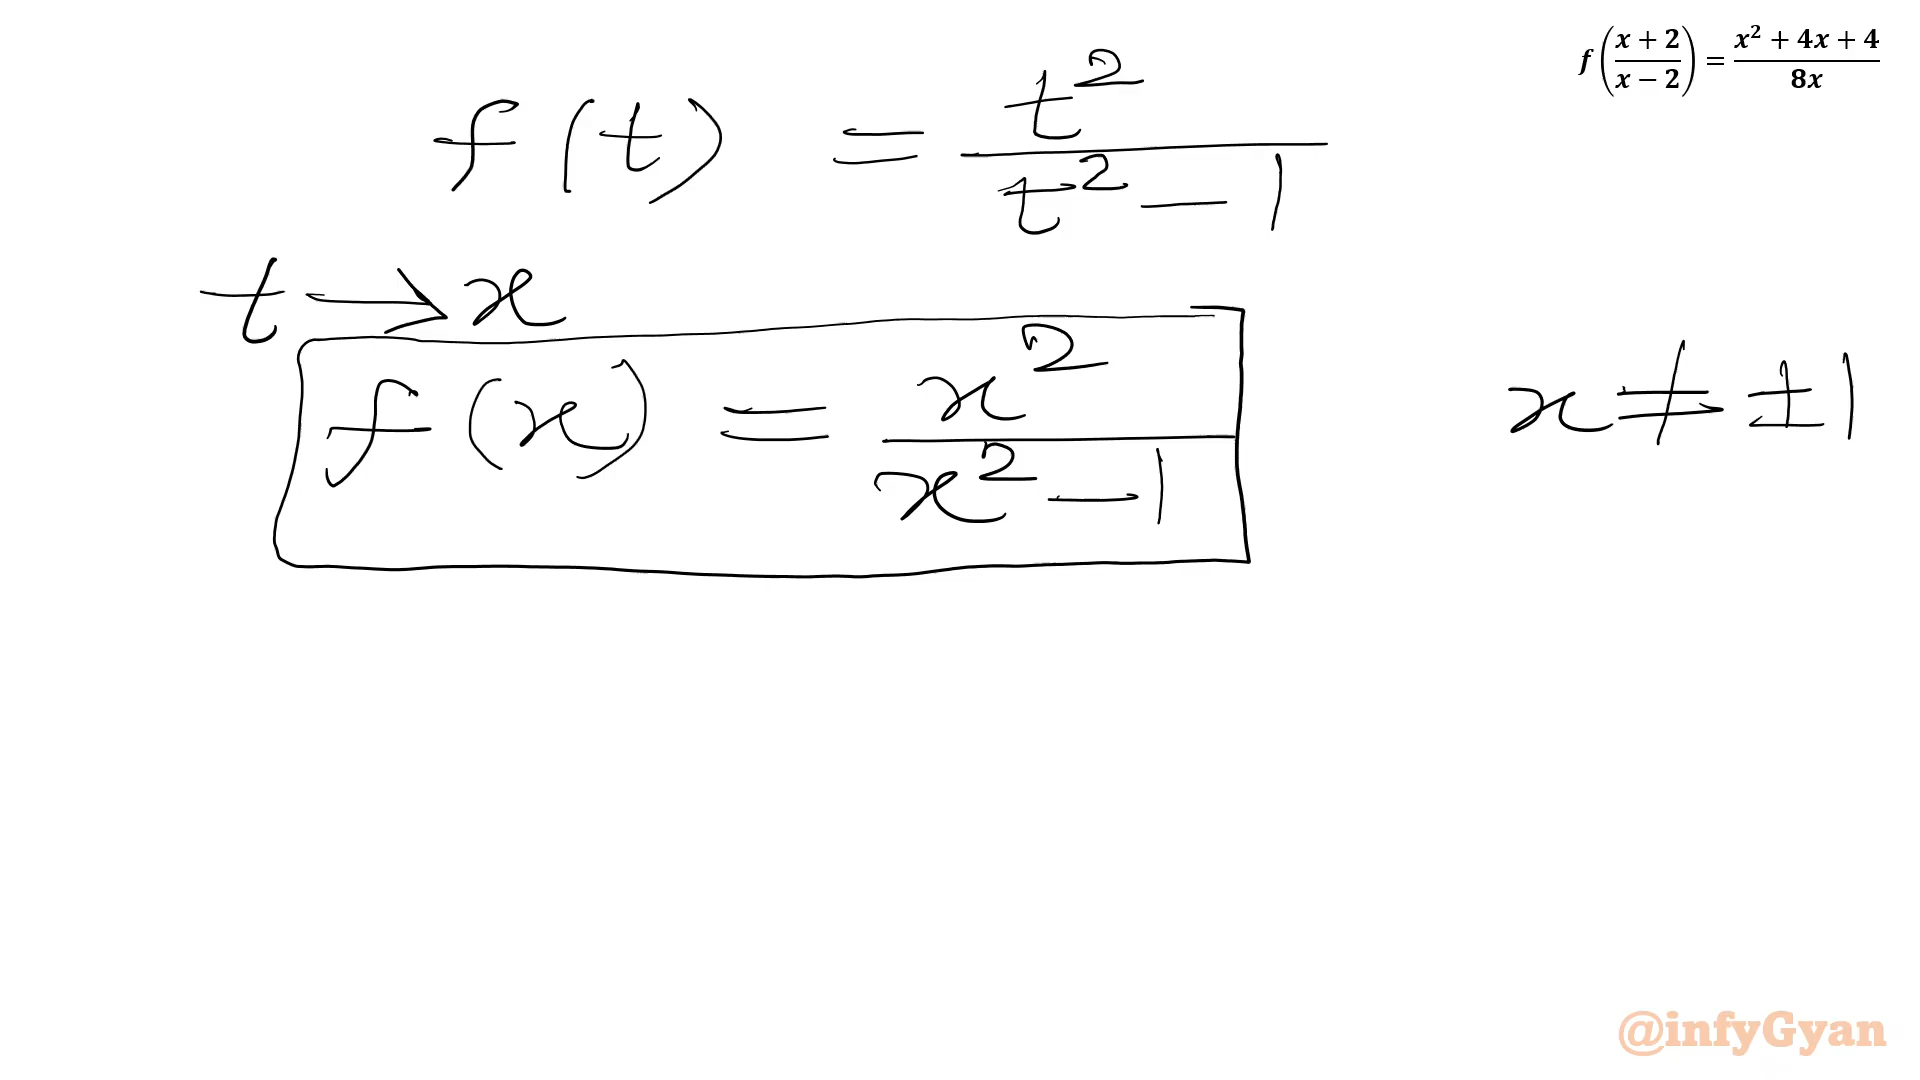 f((x + 2)/(x − 2)) = (x² + 4x + 4)/(8x)
f(t) = t²/(t² − 1)
t → x
f(x) = x²/(x² − 1)
x ≠ ±1
@infyGyan